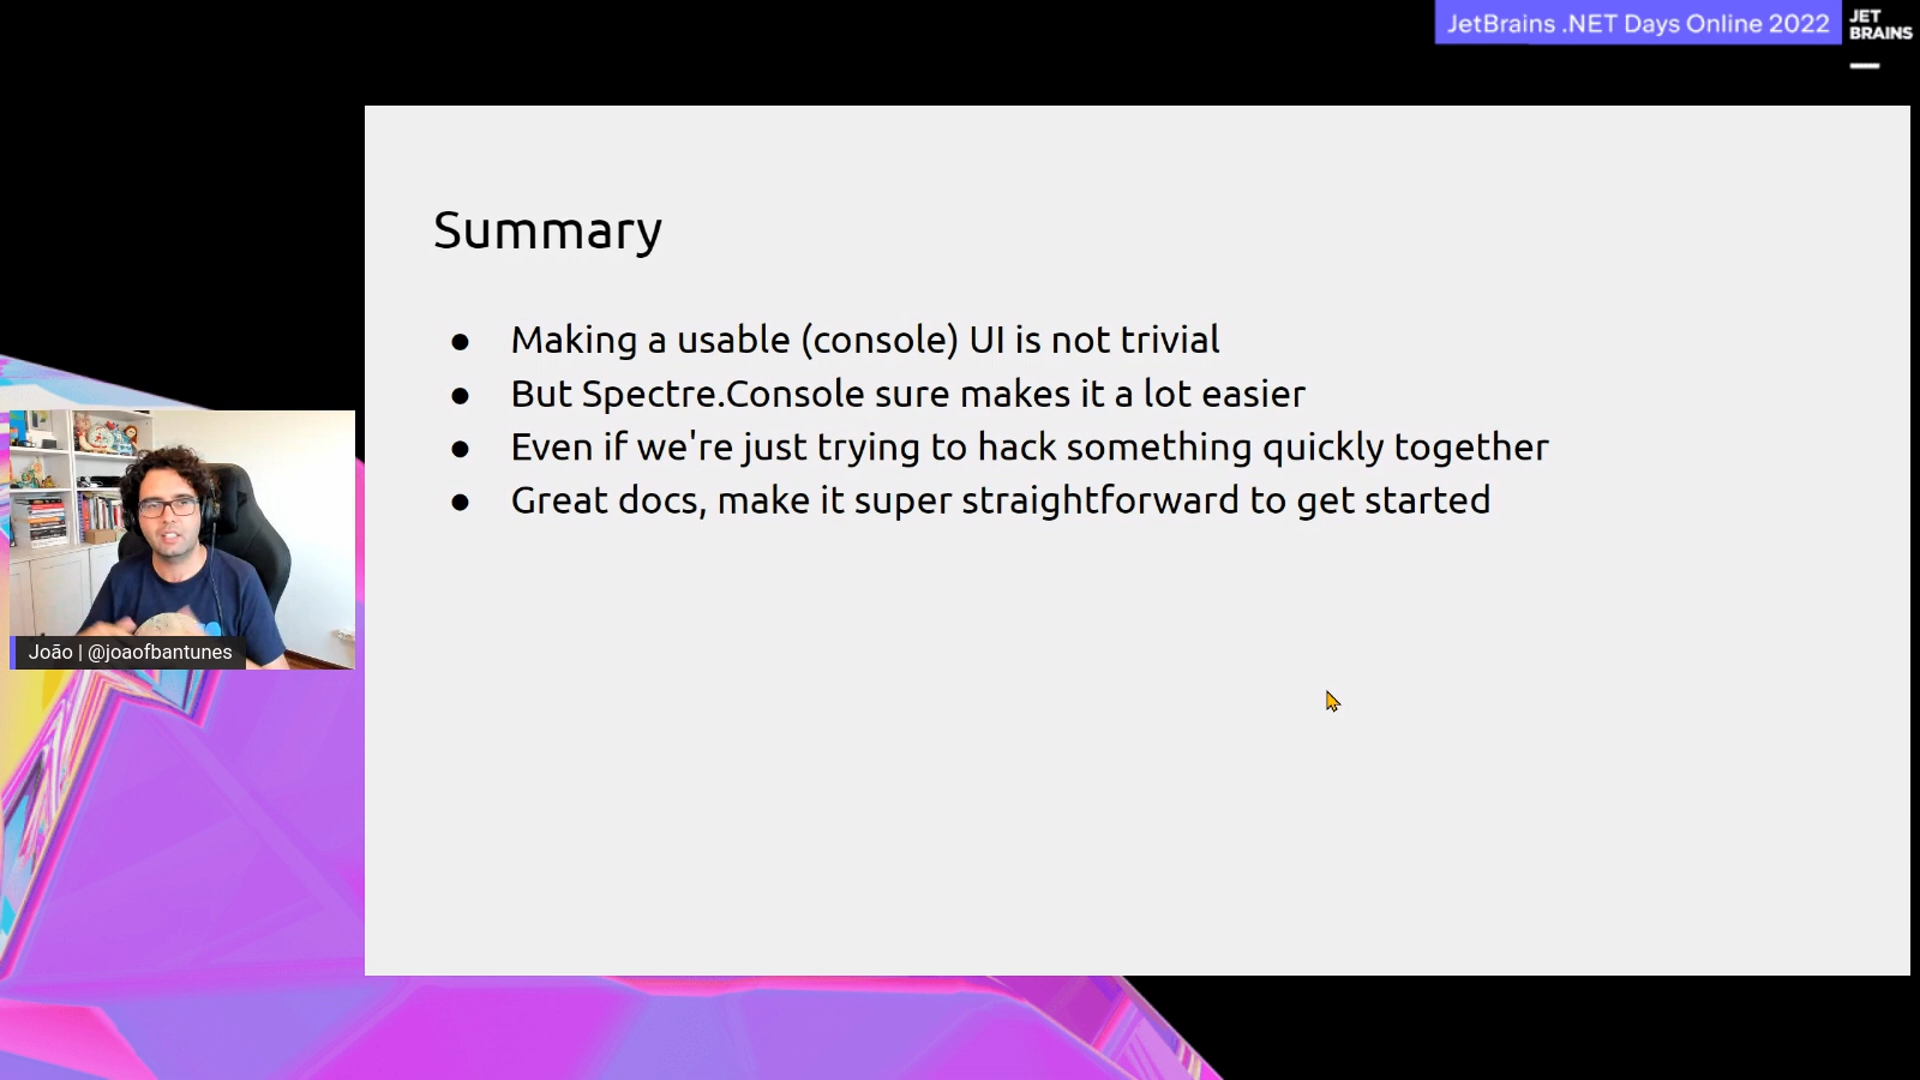 JetBrains .NET Days Online 2022
JET
BRAINS
Summary
● Making a usable (console) UI is not trivial
● But Spectre.Console sure makes it a lot easier
● Even if we're just trying to hack something quickly together
● Great docs, make it super straightforward to get started
João | @joaofbantunes